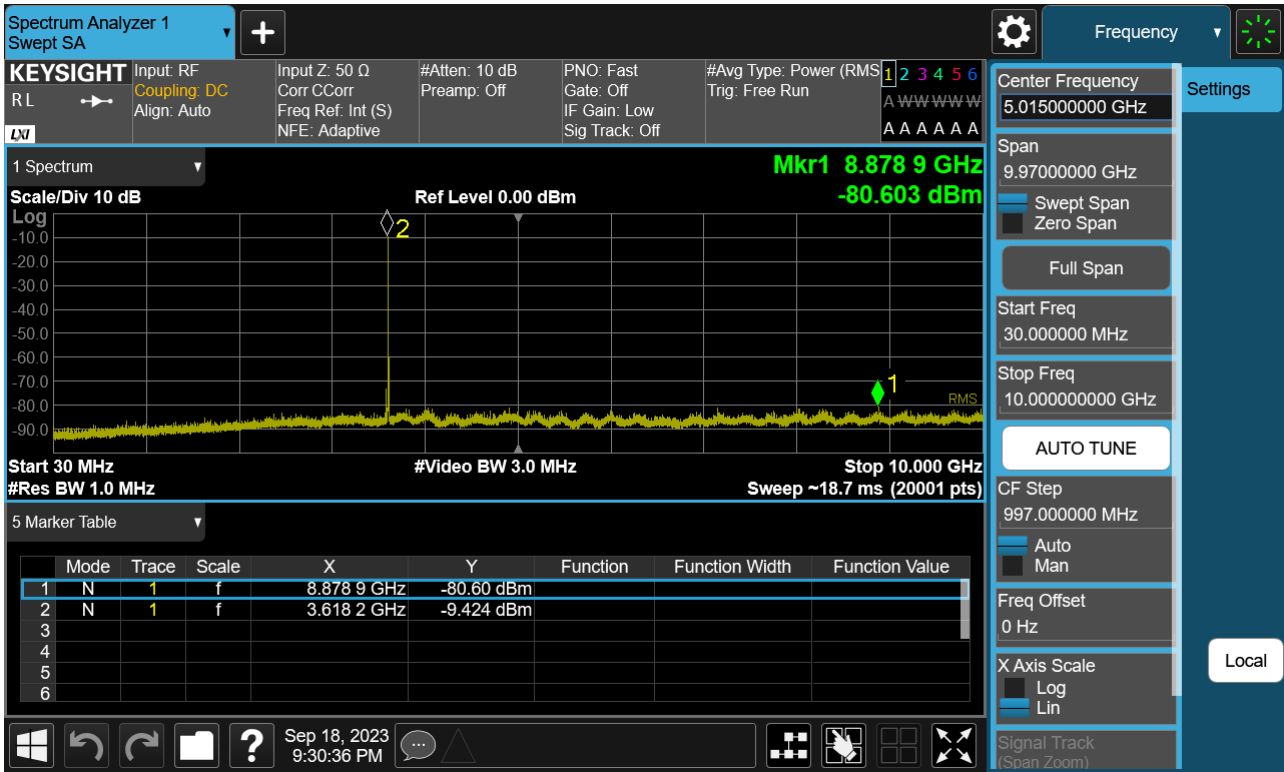 Spectrum Analyzer 1
Swept SA
+
Frequency
KEYSIGHT
RL
LXI
Input: RF
Coupling: DC
Align: Auto
Input Z: 50 Ω
Corr CCorr
Freq Ref: Int (S)
NFE: Adaptive
#Atten: 10 dB
Preamp: Off
PNO: Fast
Gate: Off
IF Gain: Low
Sig Track: Off
#Avg Type: Power (RMS
Trig: Free Run
1 2 3 4 5 6
A W W W W W
A A A A A A
1 Spectrum
Mkr1 8.878 9 GHz
-80.603 dBm
Scale/Div 10 dB
Ref Level 0.00 dBm
Log
-10.0
-20.0
-30.0
-40.0
-50.0
-60.0
-70.0
-80.0
-90.0
2
1
RMS
Start 30 MHz
#Video BW 3.0 MHz
Stop 10.000 GHz
#Res BW 1.0 MHz
Sweep ~18.7 ms (20001 pts)
5 Marker Table
Mode Trace Scale X Y Function Function Width Function Value
1 N 1 f 8.878 9 GHz -80.60 dBm
2 N 1 f 3.618 2 GHz -9.424 dBm
3
4
5
6
Center Frequency
5.015000000 GHz
Span
9.97000000 GHz
Swept Span
Zero Span
Full Span
Start Freq
30.000000 MHz
Stop Freq
10.000000000 GHz
AUTO TUNE
CF Step
997.000000 MHz
Auto
Man
Freq Offset
0 Hz
X Axis Scale
Log
Lin
Signal Track
(Span Zoom)
Settings
Local
?
Sep 18, 2023
9:30:36 PM